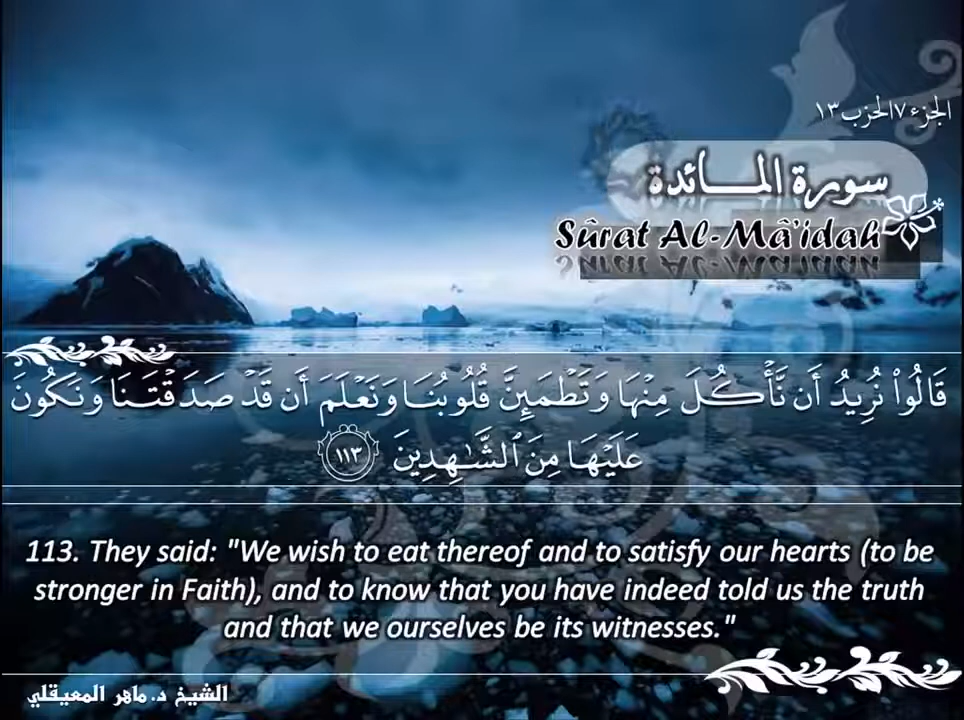 الجزء ٧ الحزب ١٣
سورة المائدة
Sûrat Al-Mâ'idah
قَالُوا۟ نُرِيدُ أَن نَّأْكُلَ مِنْهَا وَتَطْمَئِنَّ قُلُوبُنَا وَنَعْلَمَ أَن قَدْ صَدَقْتَنَا وَنَكُونَ
عَلَيْهَا مِنَ ٱلشَّـٰهِدِينَ ١١٣
113. They said: "We wish to eat thereof and to satisfy our hearts (to be
stronger in Faith), and to know that you have indeed told us the truth
and that we ourselves be its witnesses."
الشيخ د. ماهر المعيقلي